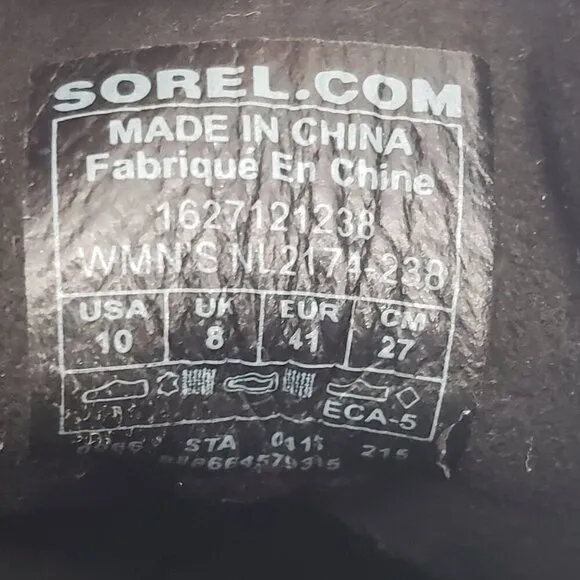 SOREL.COM
MADE IN CHINA
Fabriqué En Chine
1627121238
WMN'S NL2174-238
USA UK EUR CM
10 8 41 27
ECA-5
STA 215